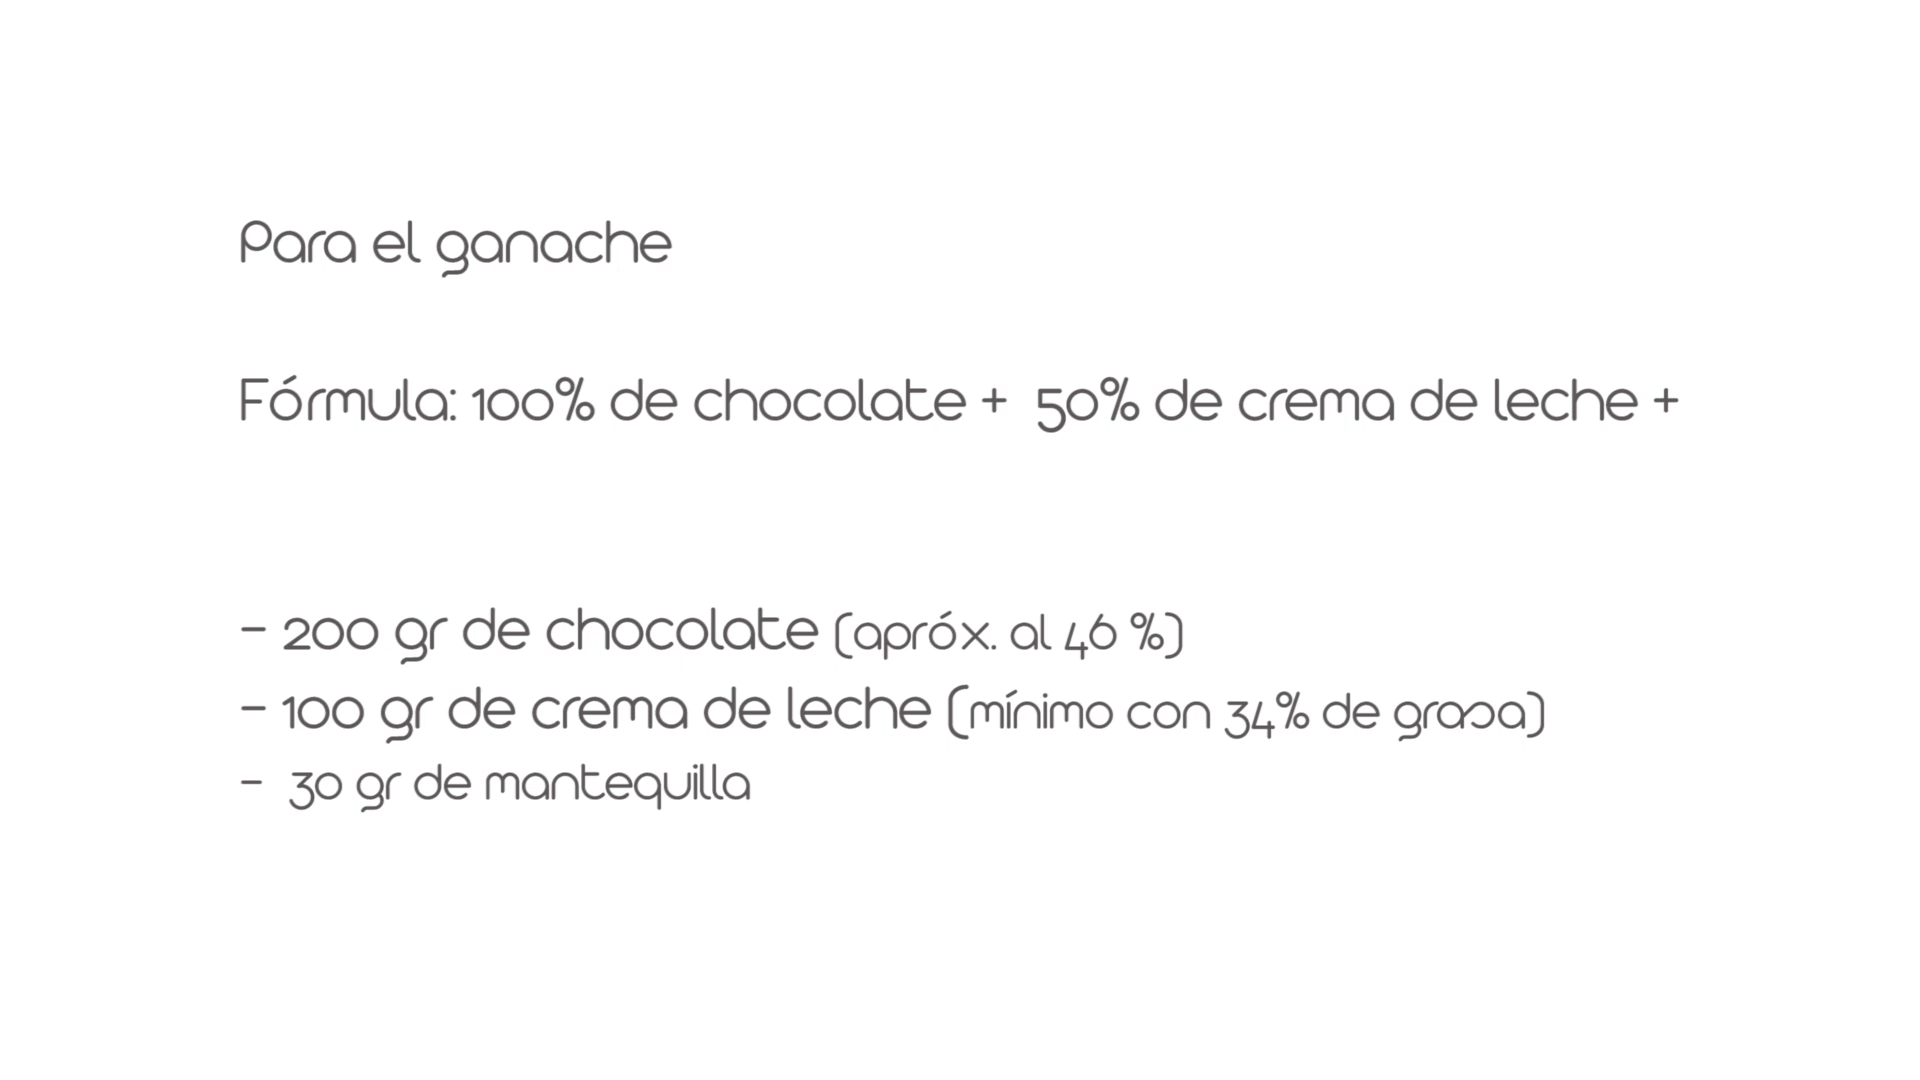 Para el ganache
Fórmula: 100% de chocolate + 50% de crema de leche +
- 200 gr de chocolate (apróx. al 46 %)
- 100 gr de crema de leche (mínimo con 34% de grasa)
- 30 gr de mantequilla